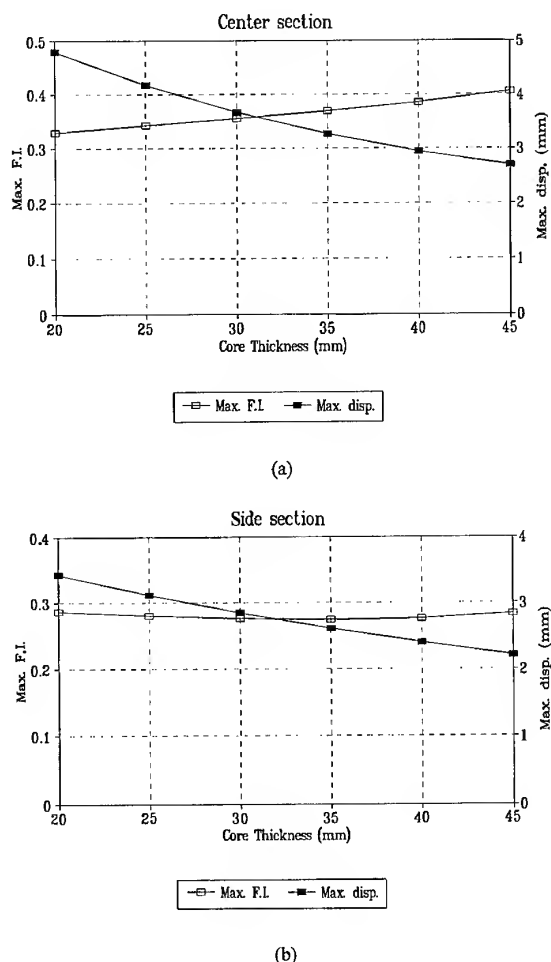 Center section
0.5
0.4
0.3
0.2
0.1
0
Max. F.I.
5
4
3
2
1
0
Max. disp. (mm)
20 25 30 35 40 45
Core Thickness (mm)
Max. F.I. Max. disp.
(a)
Side section
0.4
0.3
0.2
0.1
0
Max. F.I.
4
3
2
1
0
Max. disp. (mm)
20 25 30 35 40 45
Core Thickness (mm)
Max. F.I. Max. disp.
(b)